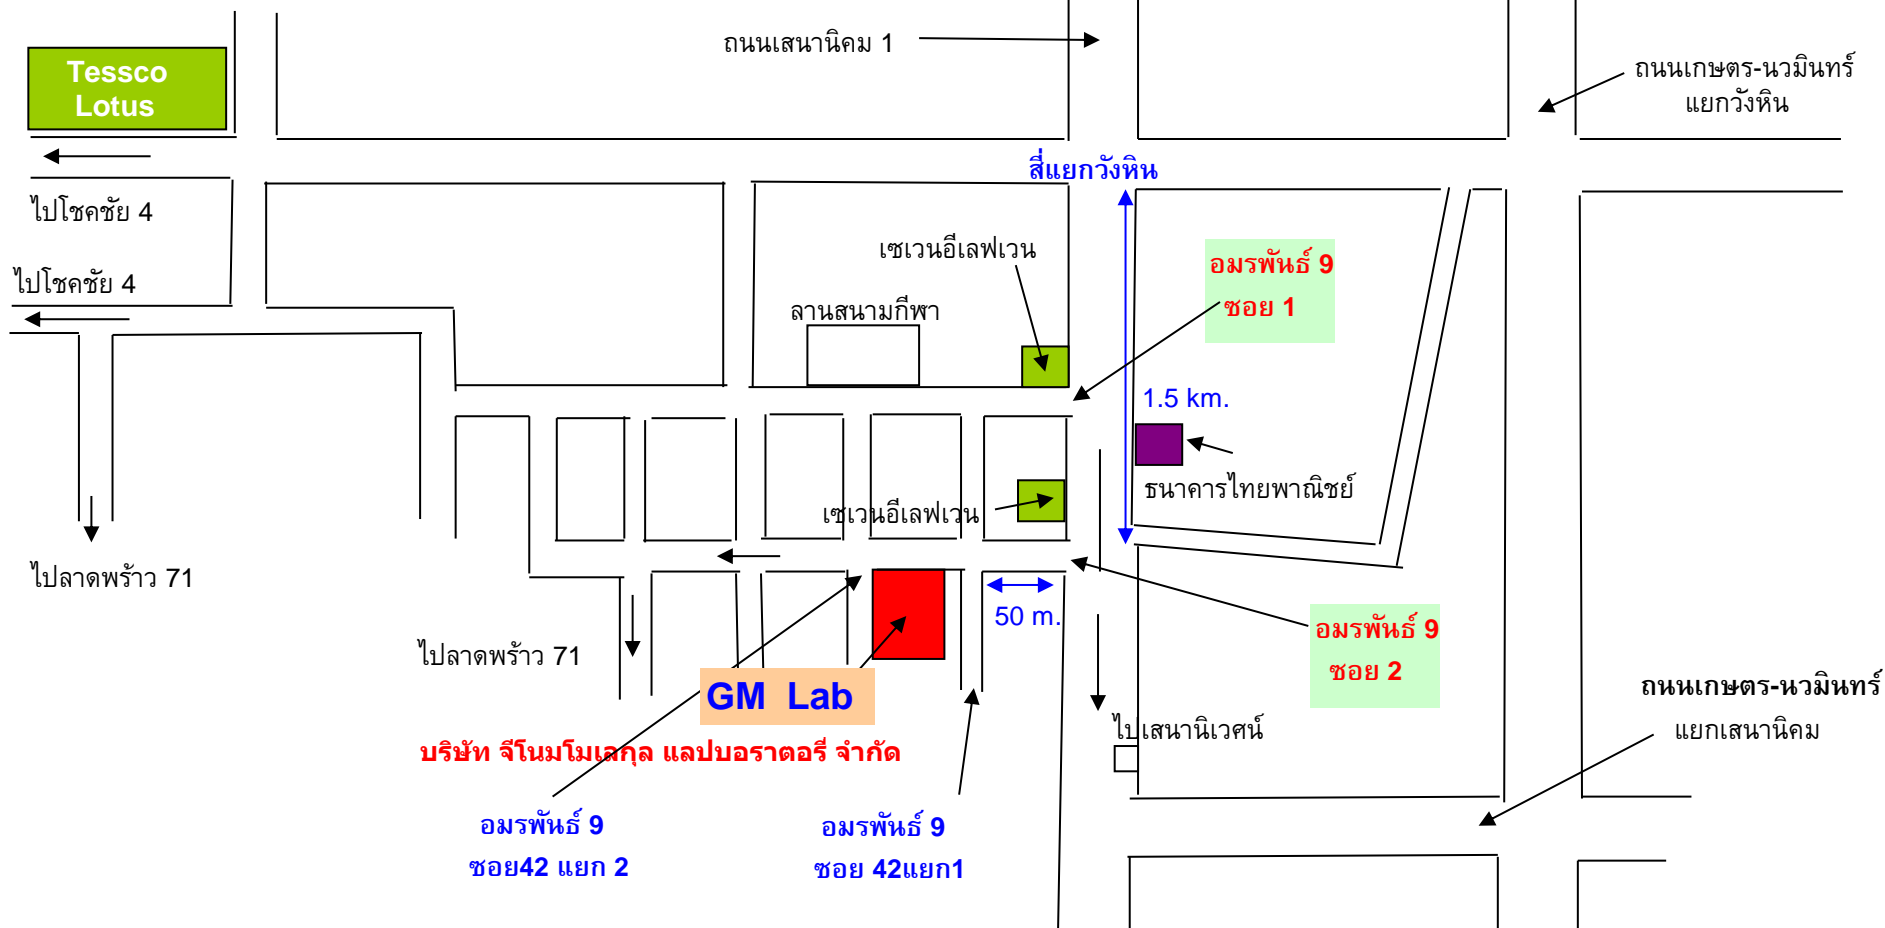 ถนนเสนานิคม 1
ถนนเกษตร-นวมินทร์
แยกวังหิน
Tessco
Lotus
สี่แยกวังหิน
ไปโชคชัย 4
เซเวนอีเลฟเวน
อมรพันธ์ 9
ซอย 1
ไปโชคชัย 4
ลานสนามกีฬา
1.5 km.
ธนาคารไทยพาณิชย์
เซเวนอีเลฟเวน
ไปลาดพร้าว 71
50 m.
อมรพันธ์ 9
ซอย 2
ไปลาดพร้าว 71
GM Lab
ถนนเกษตร-นวมินทร์
แยกเสนานิคม
ไปเสนานิเวศน์
บริษัท จีโนมโมเลกุล แลปบอราตอรี่ จำกัด
อมรพันธ์ 9
ซอย42 แยก 2
อมรพันธ์ 9
ซอย 42แยก1